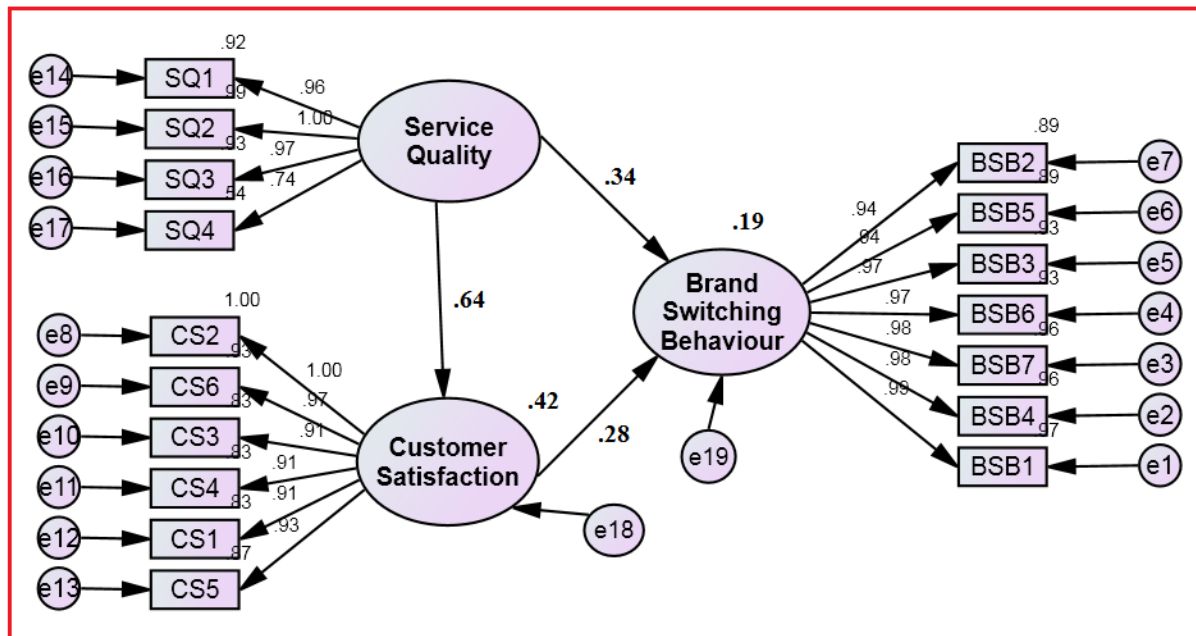 .92
e14
SQ1
.96
.99
e15
SQ2
1.00
.93
e16
SQ3
.97
.54
.74
e17
SQ4
Service
Quality
.34
.64
1.00
e8
CS2
1.00
.93
e9
CS6
.97
.83
e10
CS3
.91
.83
e11
CS4
.91
.83
e12
CS1
.91
.87
e13
CS5
.93
Customer
Satisfaction
.42
.28
e18
.19
Brand
Switching
Behaviour
e19
.89
.94
BSB2
e7
.89
.94
BSB5
e6
.93
.97
BSB3
e5
.93
.97
BSB6
e4
.96
.98
BSB7
e3
.96
.98
BSB4
e2
.97
.99
BSB1
e1